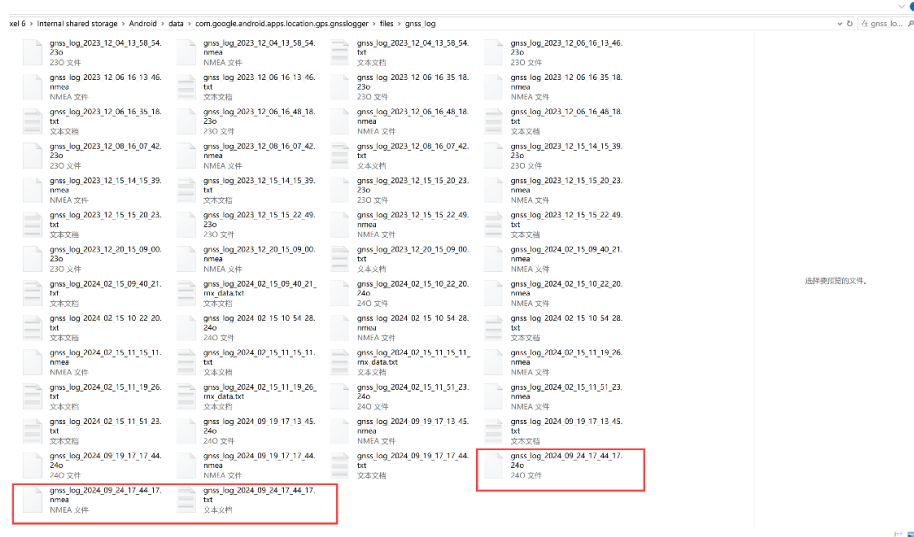 xel 6 › Internal shared storage › Android › data › com.google.android.apps.location.gps.gnsslogger › files › gnss_log
在 gnss_lo...
gnss_log_2023_12_04_13_58_54.
23o
23O 文件
gnss_log_2023_12_04_13_58_54.
nmea
NMEA 文件
gnss_log_2023_12_04_13_58_54.
txt
文本文档
gnss_log_2023_12_06_16_13_46.
23o
23O 文件
gnss_log_2023_12_06_16_13_46.
nmea
NMEA 文件
gnss_log_2023_12_06_16_13_46.
txt
文本文档
gnss_log_2023_12_06_16_35_18.
23o
23O 文件
gnss_log_2023_12_06_16_35_18.
nmea
NMEA 文件
gnss_log_2023_12_06_16_35_18.
txt
文本文档
gnss_log_2023_12_06_16_48_18.
23o
23O 文件
gnss_log_2023_12_06_16_48_18.
nmea
NMEA 文件
gnss_log_2023_12_06_16_48_18.
txt
文本文档
gnss_log_2023_12_08_16_07_42.
23o
23O 文件
gnss_log_2023_12_08_16_07_42.
nmea
NMEA 文件
gnss_log_2023_12_08_16_07_42.
txt
文本文档
gnss_log_2023_12_15_14_15_39.
23o
23O 文件
gnss_log_2023_12_15_14_15_39.
nmea
NMEA 文件
gnss_log_2023_12_15_14_15_39.
txt
文本文档
gnss_log_2023_12_15_15_20_23.
23o
23O 文件
gnss_log_2023_12_15_15_20_23.
nmea
NMEA 文件
gnss_log_2023_12_15_15_20_23.
txt
文本文档
gnss_log_2023_12_15_15_22_49.
23o
23O 文件
gnss_log_2023_12_15_15_22_49.
nmea
NMEA 文件
gnss_log_2023_12_15_15_22_49.
txt
文本文档
gnss_log_2023_12_20_15_09_00.
23o
23O 文件
gnss_log_2023_12_20_15_09_00.
nmea
NMEA 文件
gnss_log_2023_12_20_15_09_00.
txt
文本文档
gnss_log_2024_02_15_09_40_21.
nmea
NMEA 文件
gnss_log_2024_02_15_09_40_21.
txt
文本文档
gnss_log_2024_02_15_09_40_21_
rnx_data.txt
文本文档
gnss_log_2024_02_15_10_22_20.
24o
24O 文件
gnss_log_2024_02_15_10_22_20.
nmea
NMEA 文件
gnss_log_2024_02_15_10_22_20.
txt
文本文档
gnss_log_2024_02_15_10_54_28.
24o
24O 文件
gnss_log_2024_02_15_10_54_28.
nmea
NMEA 文件
gnss_log_2024_02_15_10_54_28.
txt
文本文档
gnss_log_2024_02_15_11_15_11.
nmea
NMEA 文件
gnss_log_2024_02_15_11_15_11.
txt
文本文档
gnss_log_2024_02_15_11_15_11_
rnx_data.txt
文本文档
gnss_log_2024_02_15_11_19_26.
nmea
NMEA 文件
gnss_log_2024_02_15_11_19_26.
txt
文本文档
gnss_log_2024_02_15_11_19_26_
rnx_data.txt
文本文档
gnss_log_2024_02_15_11_51_23.
24o
24O 文件
gnss_log_2024_02_15_11_51_23.
nmea
NMEA 文件
gnss_log_2024_02_15_11_51_23.
txt
文本文档
gnss_log_2024_09_19_17_13_45.
24o
24O 文件
gnss_log_2024_09_19_17_13_45.
nmea
NMEA 文件
gnss_log_2024_09_19_17_13_45.
txt
文本文档
gnss_log_2024_09_19_17_17_44.
24o
24O 文件
gnss_log_2024_09_19_17_17_44.
nmea
NMEA 文件
gnss_log_2024_09_19_17_17_44.
txt
文本文档
gnss_log_2024_09_24_17_44_17.
24o
24O 文件
gnss_log_2024_09_24_17_44_17.
nmea
NMEA 文件
gnss_log_2024_09_24_17_44_17.
txt
文本文档
选择要预览的文件。